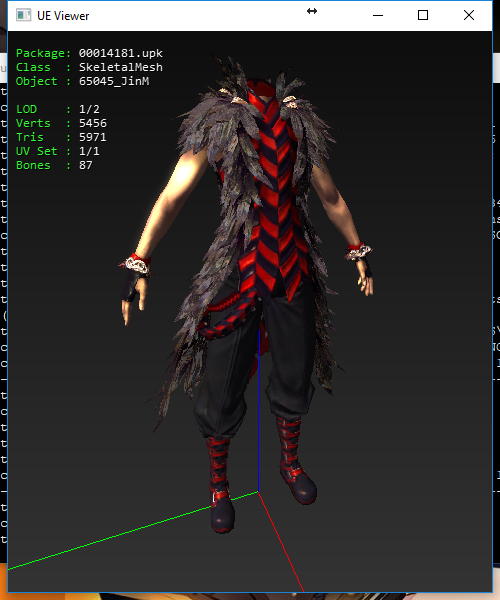 UE Viewer
Package: 00014181.upk
Class : SkeletalMesh
Object : 65045_JinM
LOD : 1/2
Verts : 5456
Tris : 5971
UV Set : 1/1
Bones : 87